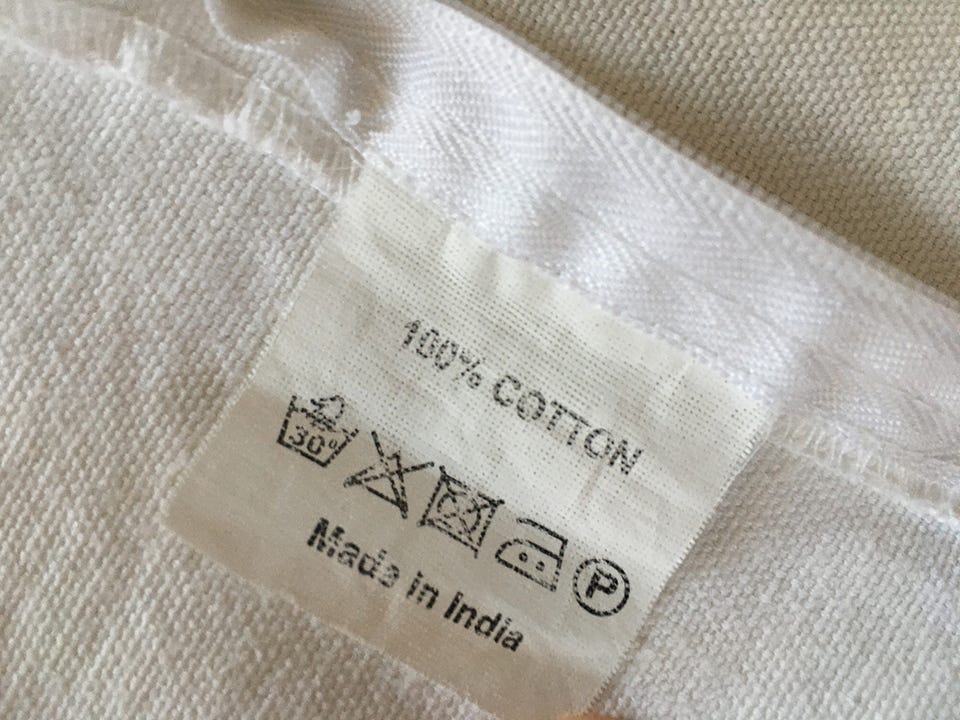 100% COTTON
30°
P
Made in India